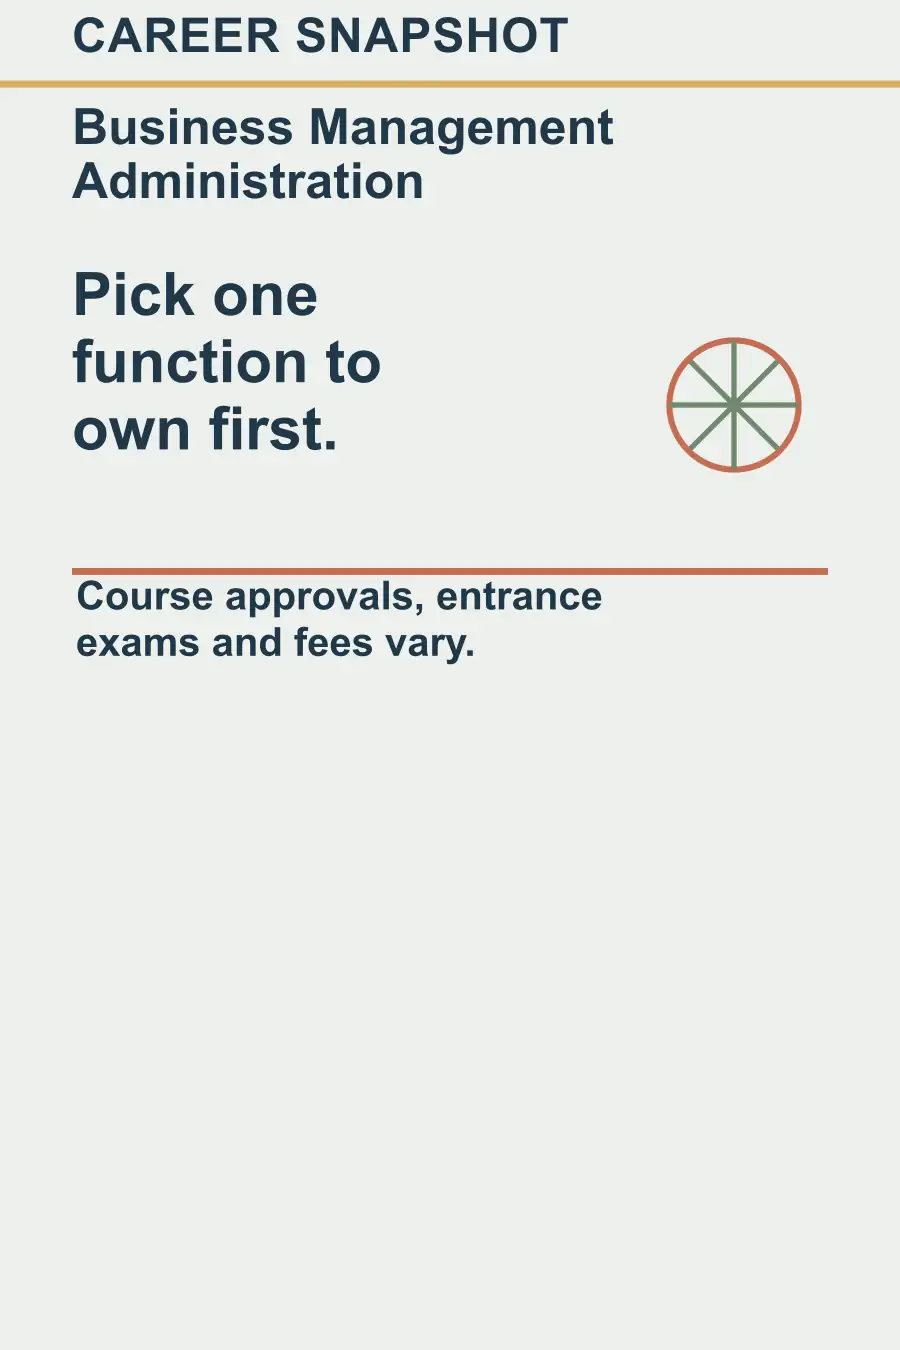 CAREER SNAPSHOT
Business Management
Administration
Pick one
function to
own first.
Course approvals, entrance
exams and fees vary.